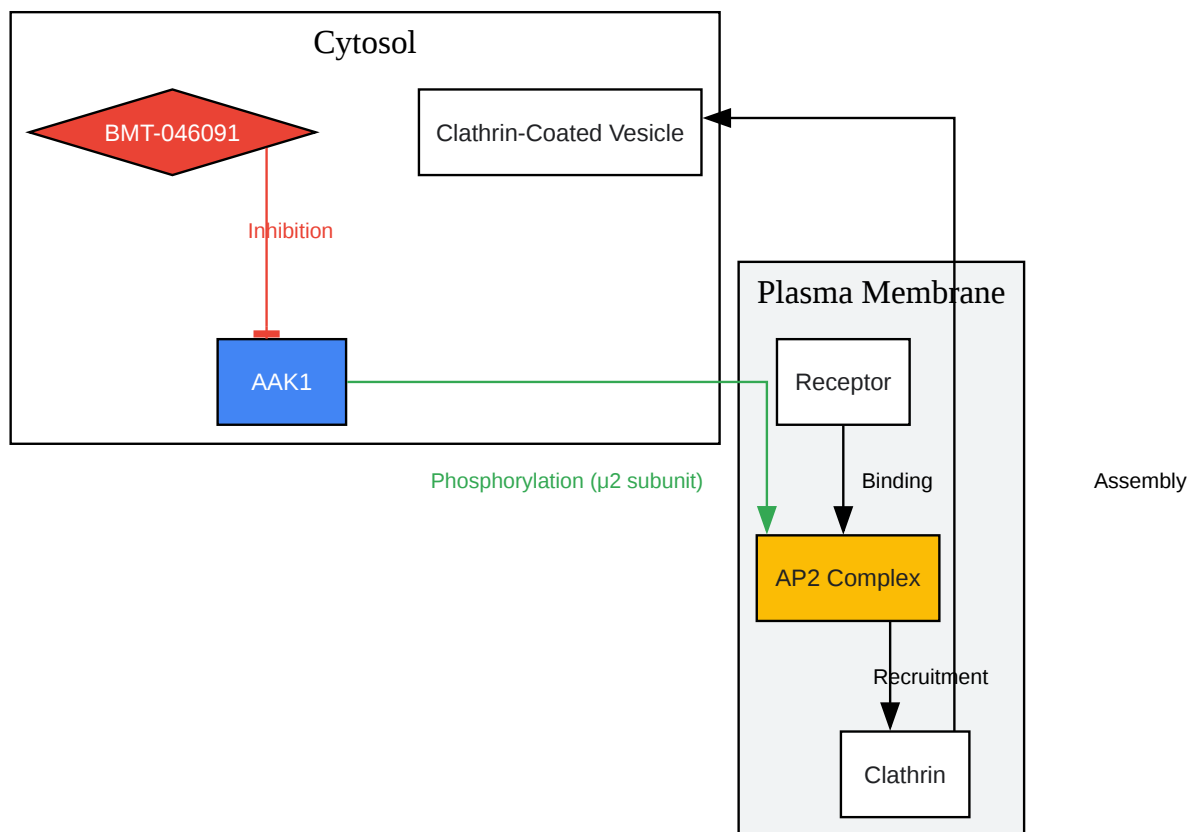 Cytosol
BMT-046091
Clathrin-Coated Vesicle
Inhibition
Plasma Membrane
AAK1
Receptor
Phosphorylation (μ2 subunit)
Binding
Assembly
AP2 Complex
Recruitment
Clathrin